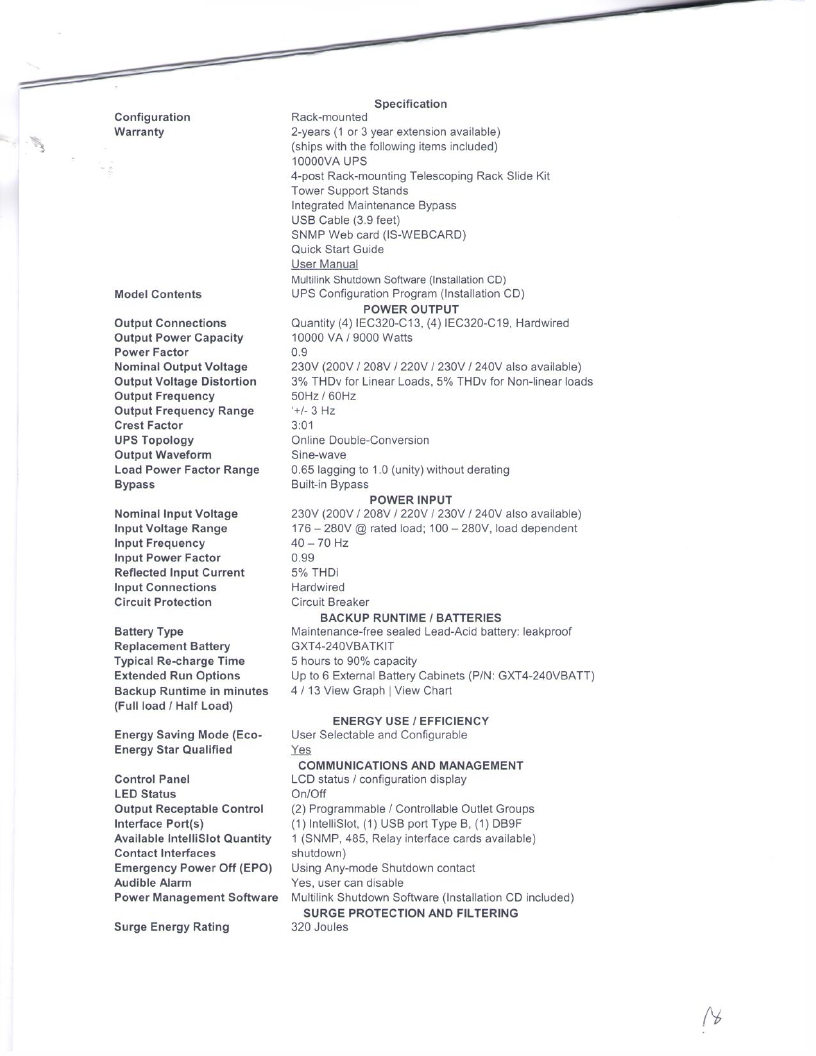 Specification
Configuration Rack-mounted
Warranty 2-years (1 or 3 year extension available)
(ships with the following items included)
10000VA UPS
4-post Rack-mounting Telescoping Rack Slide Kit
Tower Support Stands
Integrated Maintenance Bypass
USB Cable (3.9 feet)
SNMP Web card (IS-WEBCARD)
Quick Start Guide
User Manual
Multilink Shutdown Software (Installation CD)
Model Contents UPS Configuration Program (Installation CD)
POWER OUTPUT
Output Connections Quantity (4) IEC320-C13, (4) IEC320-C19, Hardwired
Output Power Capacity 10000 VA / 9000 Watts
Power Factor 0.9
Nominal Output Voltage 230V (200V / 208V / 220V / 230V / 240V also available)
Output Voltage Distortion 3% THDv for Linear Loads, 5% THDv for Non-linear loads
Output Frequency 50Hz / 60Hz
Output Frequency Range '+/- 3 Hz
Crest Factor 3:01
UPS Topology Online Double-Conversion
Output Waveform Sine-wave
Load Power Factor Range 0.65 lagging to 1.0 (unity) without derating
Bypass Built-in Bypass
POWER INPUT
Nominal Input Voltage 230V (200V / 208V / 220V / 230V / 240V also available)
Input Voltage Range 176 – 280V @ rated load; 100 – 280V, load dependent
Input Frequency 40 – 70 Hz
Input Power Factor 0.99
Reflected Input Current 5% THDi
Input Connections Hardwired
Circuit Protection Circuit Breaker
BACKUP RUNTIME / BATTERIES
Battery Type Maintenance-free sealed Lead-Acid battery: leakproof
Replacement Battery GXT4-240VBATKIT
Typical Re-charge Time 5 hours to 90% capacity
Extended Run Options Up to 6 External Battery Cabinets (P/N: GXT4-240VBATT)
Backup Runtime in minutes 4 / 13 View Graph | View Chart
(Full load / Half Load)
ENERGY USE / EFFICIENCY
Energy Saving Mode (Eco- User Selectable and Configurable
Energy Star Qualified Yes
COMMUNICATIONS AND MANAGEMENT
Control Panel LCD status / configuration display
LED Status On/Off
Output Receptable Control (2) Programmable / Controllable Outlet Groups
Interface Port(s) (1) IntelliSlot, (1) USB port Type B, (1) DB9F
Available IntelliSlot Quantity 1 (SNMP, 485, Relay interface cards available)
Contact Interfaces shutdown)
Emergency Power Off (EPO) Using Any-mode Shutdown contact
Audible Alarm Yes, user can disable
Power Management Software Multilink Shutdown Software (Installation CD included)
SURGE PROTECTION AND FILTERING
Surge Energy Rating 320 Joules
18